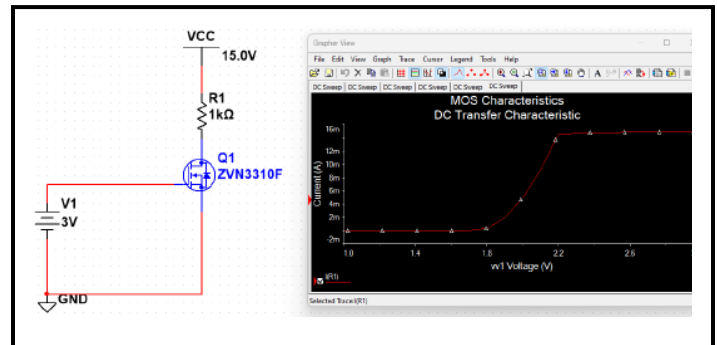 VCC
15.0V
R1
1kΩ
Q1
ZVN3310F
V1
3V
GND
Grapher View
File Edit View Graph Trace Cursor Legend Tools Help
DC Sweep DC Sweep DC Sweep DC Sweep DC Sweep DC Sweep
MOS Characteristics
DC Transfer Characteristic
Current (A)
16m
12m
10m
8m
6m
4m
2m
-2m
1.0 1.4 1.8 2.2 2.6
vv1 Voltage (V)
I(R1)
Selected Trace:I(R1)